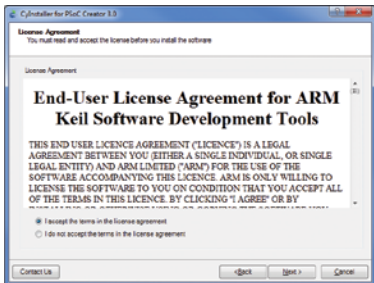 CyInstaller for PSoC Creator 3.0
License Agreement
You must read and accept the license before you install the software
License Agreement
End-User License Agreement for ARM
Keil Software Development Tools
THIS END USER LICENCE AGREEMENT ("LICENCE") IS A LEGAL
AGREEMENT BETWEEN YOU (EITHER A SINGLE INDIVIDUAL, OR SINGLE
LEGAL ENTITY) AND ARM LIMITED ("ARM") FOR THE USE OF THE
SOFTWARE ACCOMPANYING THIS LICENCE. ARM IS ONLY WILLING TO
LICENSE THE SOFTWARE TO YOU ON CONDITION THAT YOU ACCEPT ALL
OF THE TERMS IN THIS LICENCE. BY CLICKING "I AGREE" OR BY
I accept the terms in the license agreement
I do not accept the terms in the license agreement
Contact Us
<Back
Next >
Cancel